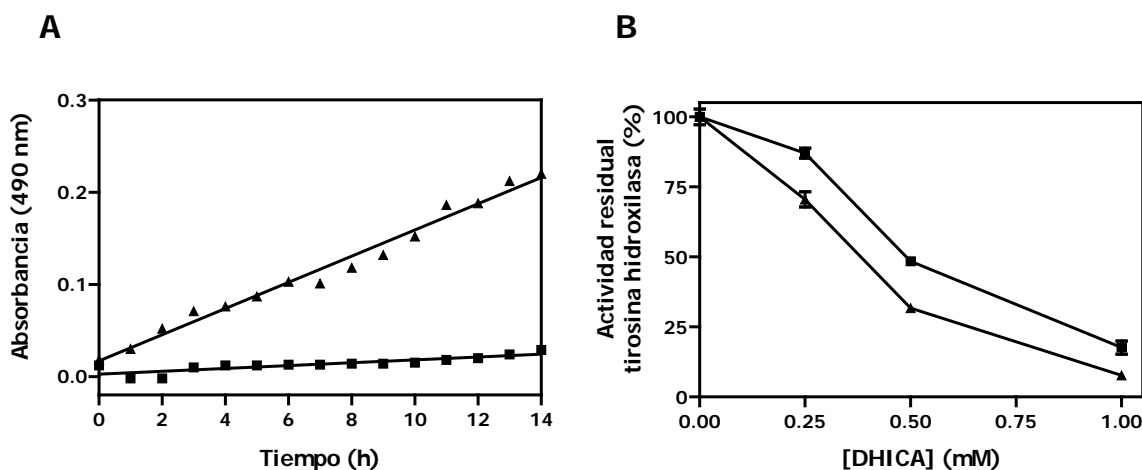 A
Absorbancia (490 nm)
0.3
0.2
0.1
0.0
0 2 4 6 8 10 12 14
Tiempo (h)
B
Actividad residual
tirosina hidroxilasa (%)
100
75
50
25
0
0.00 0.25 0.50 0.75 1.00
[DHICA] (mM)